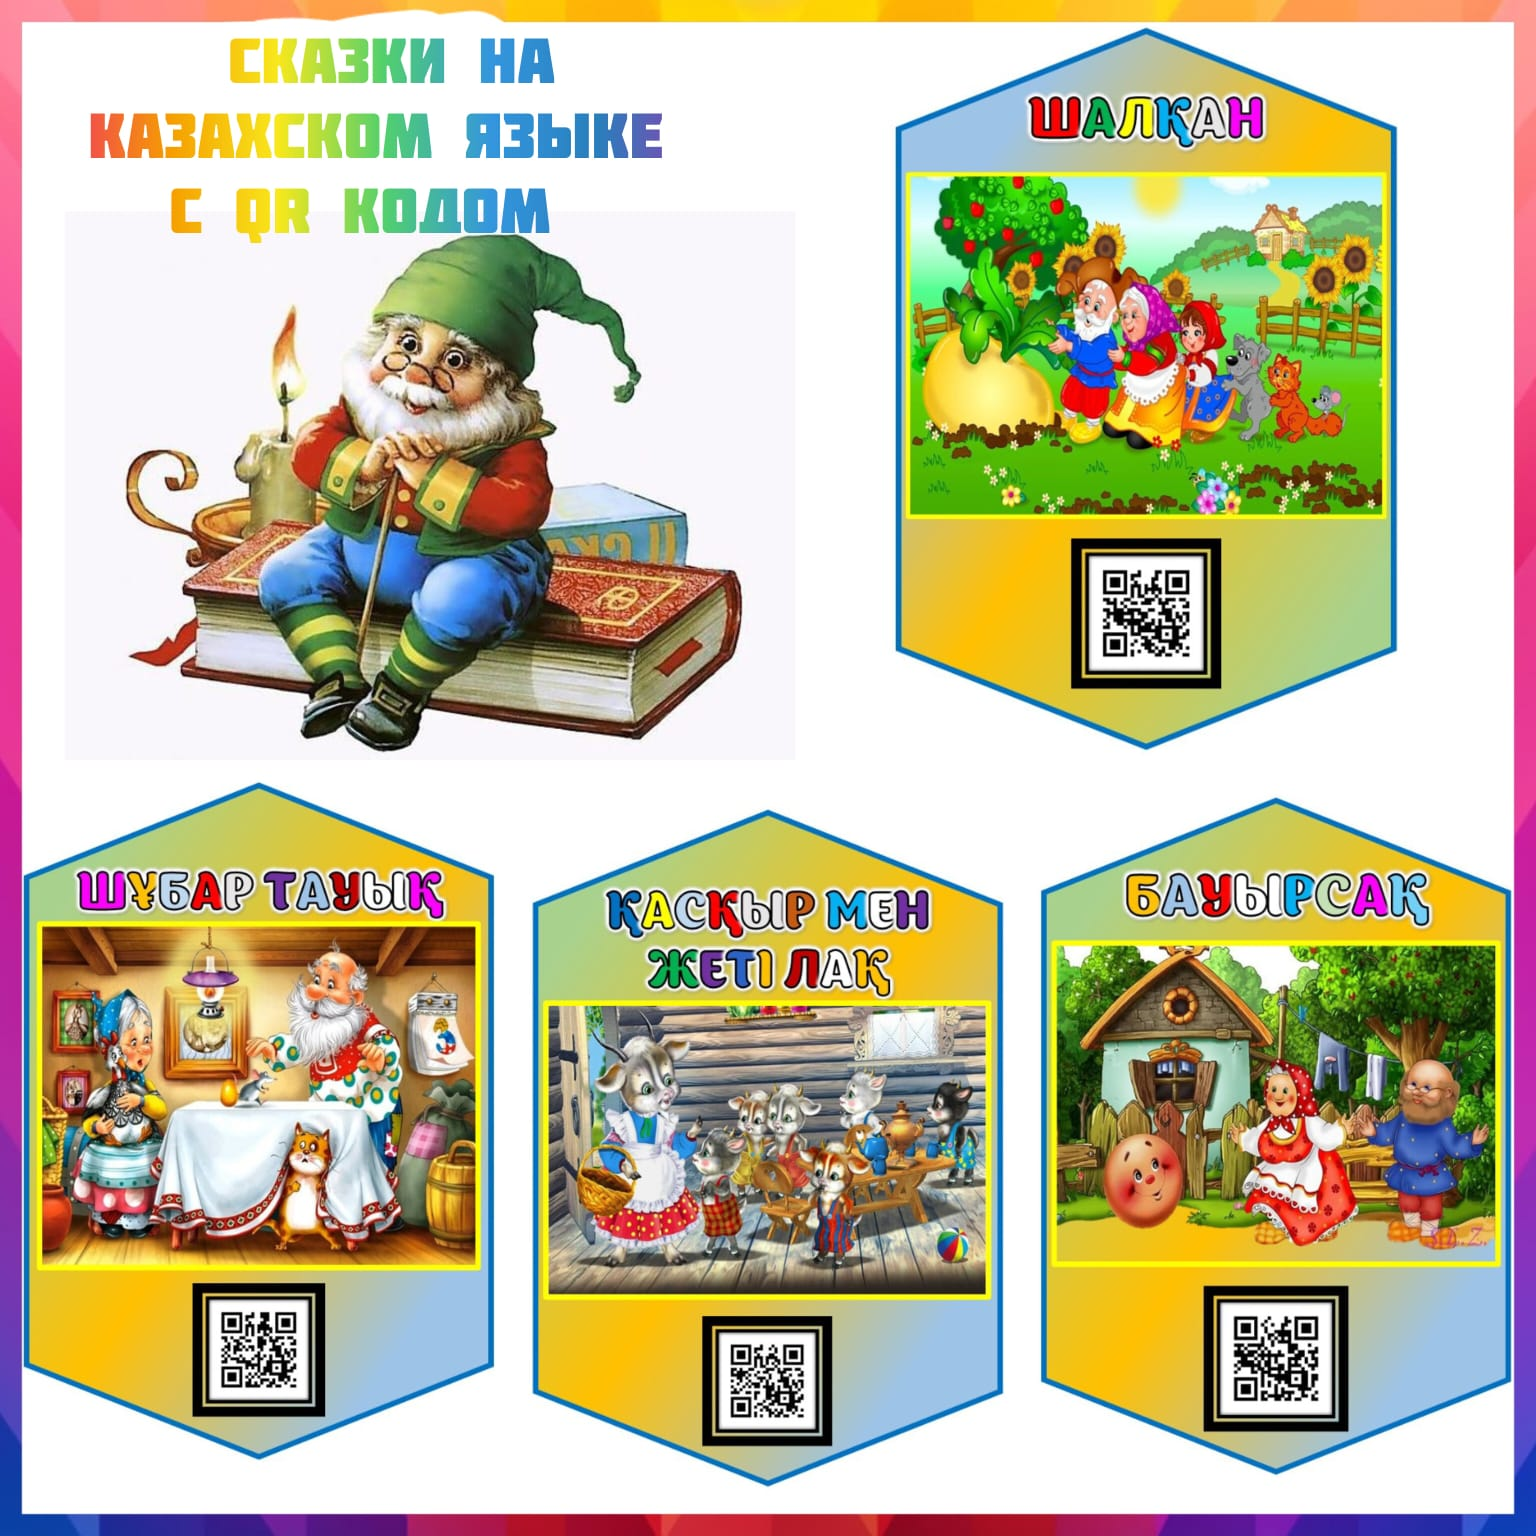 СКАЗКИ НА
КАЗАХСКОМ ЯЗЫКЕ
С QR КОДОМ
ШАЛҚАН
ШҰБАР ТАУЫҚ
ҚАСҚЫР МЕН
ЖЕТІ ЛАҚ
БАУЫРСАҚ